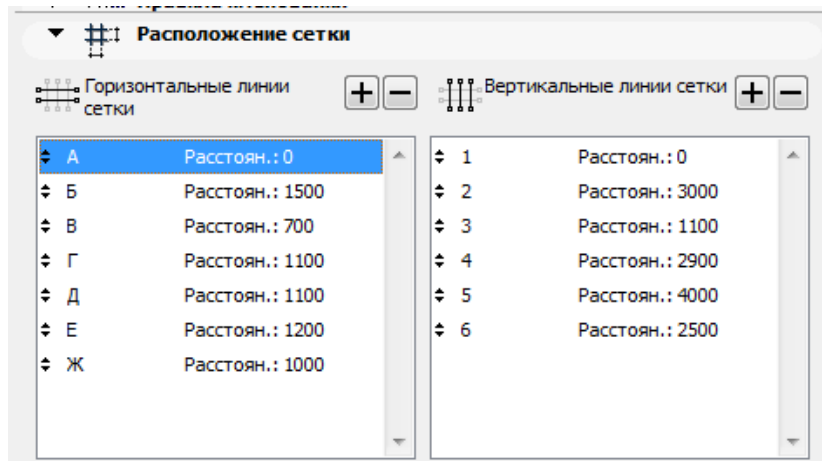 Расположение сетки
Горизонтальные линии сетки
Вертикальные линии сетки
А Расстоян.: 0
Б Расстоян.: 1500
В Расстоян.: 700
Г Расстоян.: 1100
Д Расстоян.: 1100
Е Расстоян.: 1200
Ж Расстоян.: 1000
1 Расстоян.: 0
2 Расстоян.: 3000
3 Расстоян.: 1100
4 Расстоян.: 2900
5 Расстоян.: 4000
6 Расстоян.: 2500